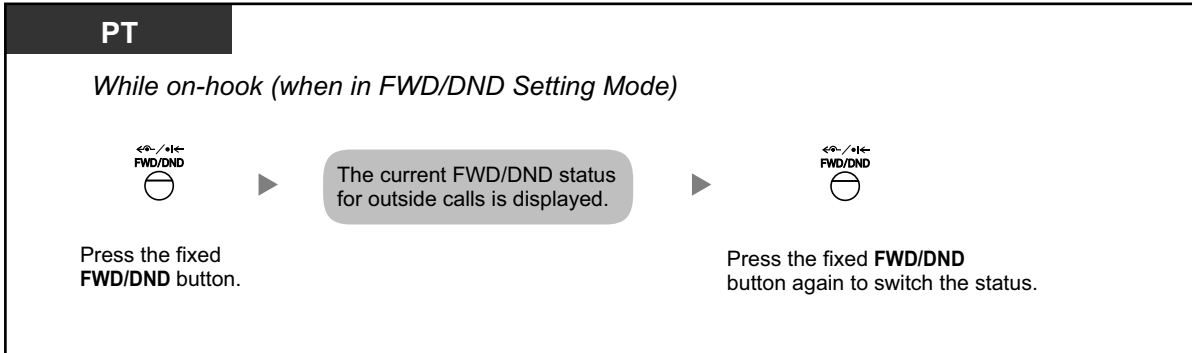 PT
While on-hook (when in FWD/DND Setting Mode)
FWD/DND
The current FWD/DND status
for outside calls is displayed.
FWD/DND
Press the fixed
FWD/DND button.
Press the fixed FWD/DND
button again to switch the status.